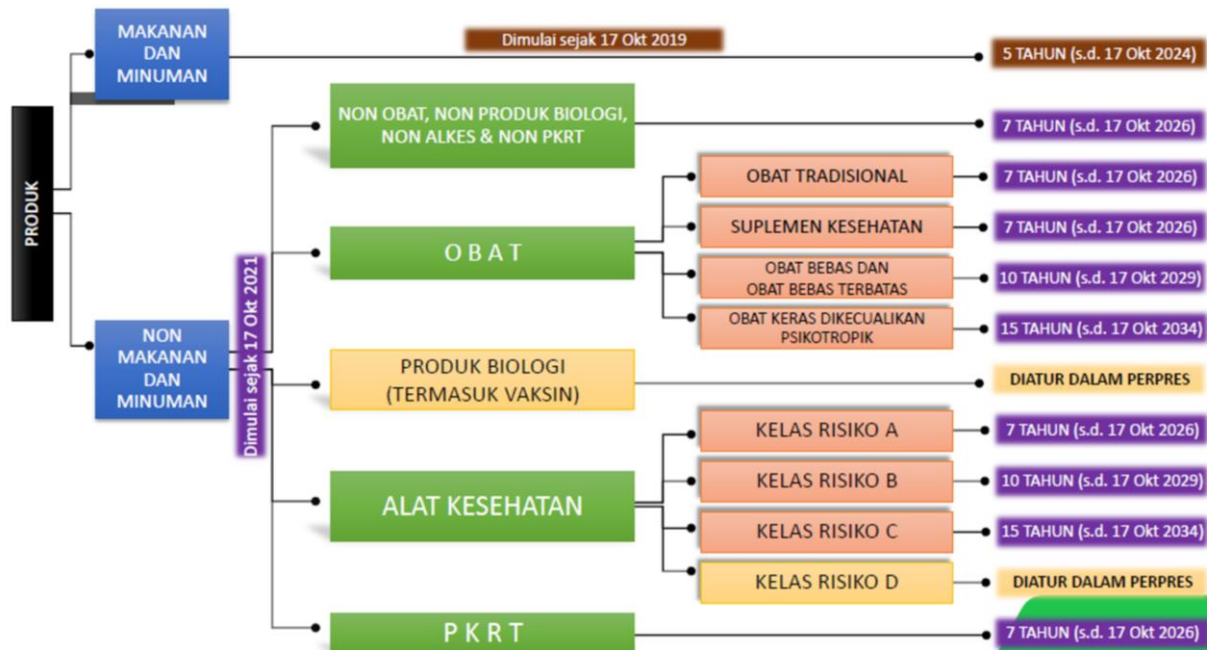 PRODUK
MAKANAN
DAN
MINUMAN
Dimulai sejak 17 Okt 2019
5 TAHUN (s.d. 17 Okt 2024)
NON
MAKANAN
DAN
MINUMAN
Dimulai sejak 17 Okt 2021
NON OBAT, NON PRODUK BIOLOGI,
NON ALKES & NON PKRT
7 TAHUN (s.d. 17 Okt 2026)
O B A T
OBAT TRADISIONAL
7 TAHUN (s.d. 17 Okt 2026)
SUPLEMEN KESEHATAN
7 TAHUN (s.d. 17 Okt 2026)
OBAT BEBAS DAN
OBAT BEBAS TERBATAS
10 TAHUN (s.d. 17 Okt 2029)
OBAT KERAS DIKECUALIKAN
PSIKOTROPIK
15 TAHUN (s.d. 17 Okt 2034)
PRODUK BIOLOGI
(TERMASUK VAKSIN)
DIATUR DALAM PERPRES
ALAT KESEHATAN
KELAS RISIKO A
7 TAHUN (s.d. 17 Okt 2026)
KELAS RISIKO B
10 TAHUN (s.d. 17 Okt 2029)
KELAS RISIKO C
15 TAHUN (s.d. 17 Okt 2034)
KELAS RISIKO D
DIATUR DALAM PERPRES
P K R T
7 TAHUN (s.d. 17 Okt 2026)